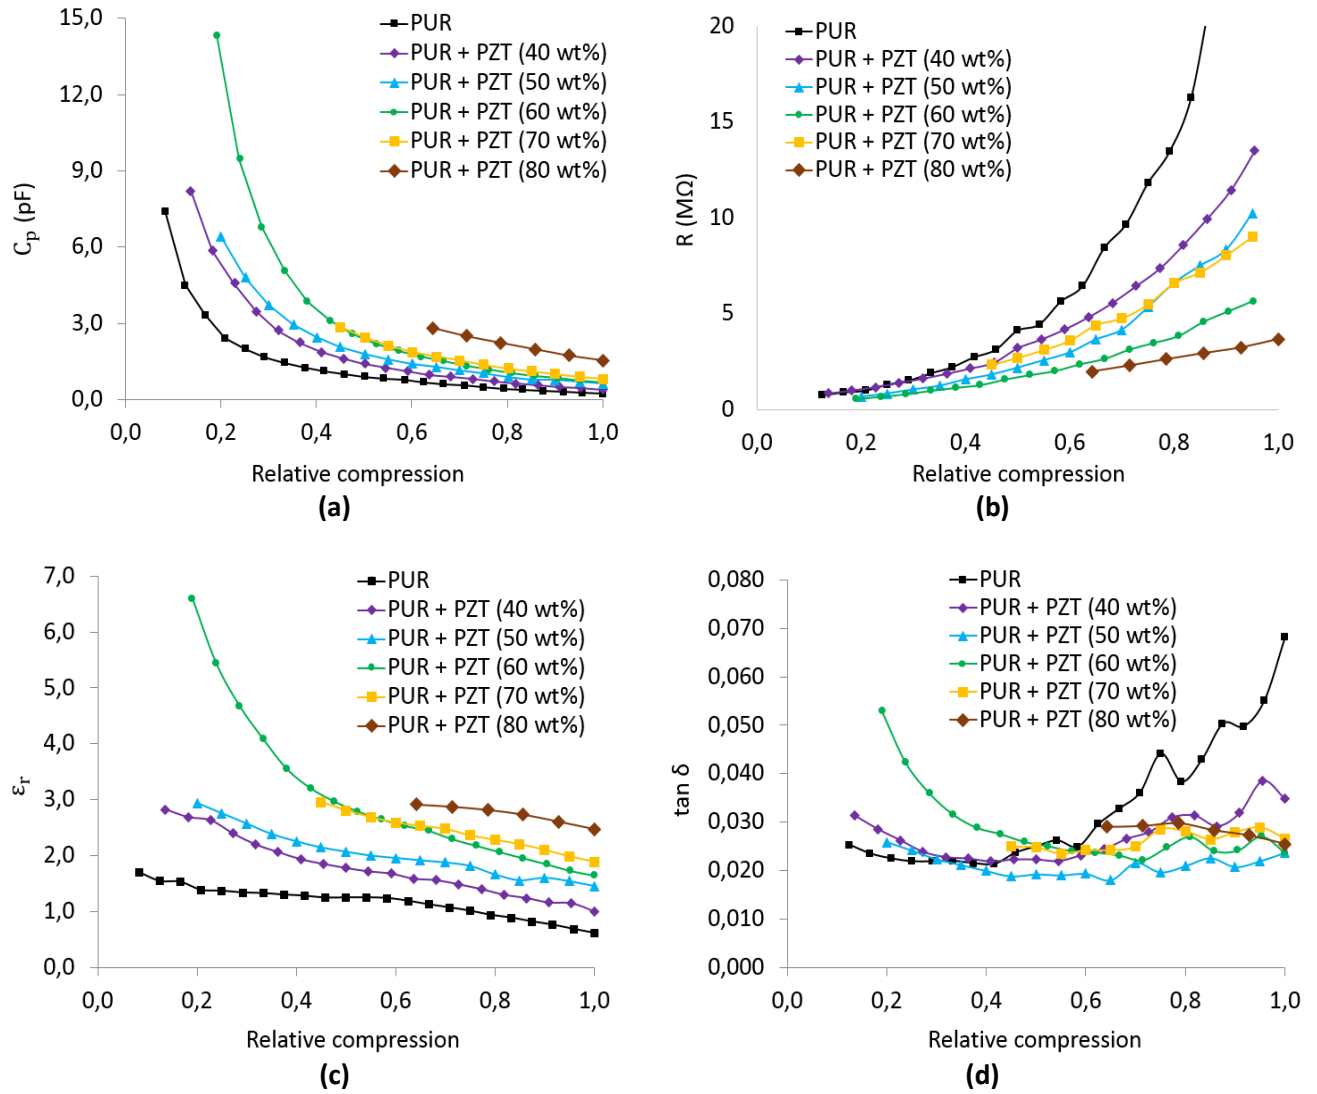 15,0
12,0
9,0
6,0
3,0
0,0
C_p (pF)
PUR
PUR + PZT (40 wt%)
PUR + PZT (50 wt%)
PUR + PZT (60 wt%)
PUR + PZT (70 wt%)
PUR + PZT (80 wt%)
0,0 0,2 0,4 0,6 0,8 1,0
Relative compression
(a)
20
15
10
5
0
R (MΩ)
PUR
PUR + PZT (40 wt%)
PUR + PZT (50 wt%)
PUR + PZT (60 wt%)
PUR + PZT (70 wt%)
PUR + PZT (80 wt%)
0,0 0,2 0,4 0,6 0,8 1,0
Relative compression
(b)
7,0
6,0
5,0
4,0
3,0
2,0
1,0
0,0
ε_r
PUR
PUR + PZT (40 wt%)
PUR + PZT (50 wt%)
PUR + PZT (60 wt%)
PUR + PZT (70 wt%)
PUR + PZT (80 wt%)
0,0 0,2 0,4 0,6 0,8 1,0
Relative compression
(c)
0,080
0,070
0,060
0,050
0,040
0,030
0,020
0,010
0,000
tan δ
PUR
PUR + PZT (40 wt%)
PUR + PZT (50 wt%)
PUR + PZT (60 wt%)
PUR + PZT (70 wt%)
PUR + PZT (80 wt%)
0,0 0,2 0,4 0,6 0,8 1,0
Relative compression
(d)